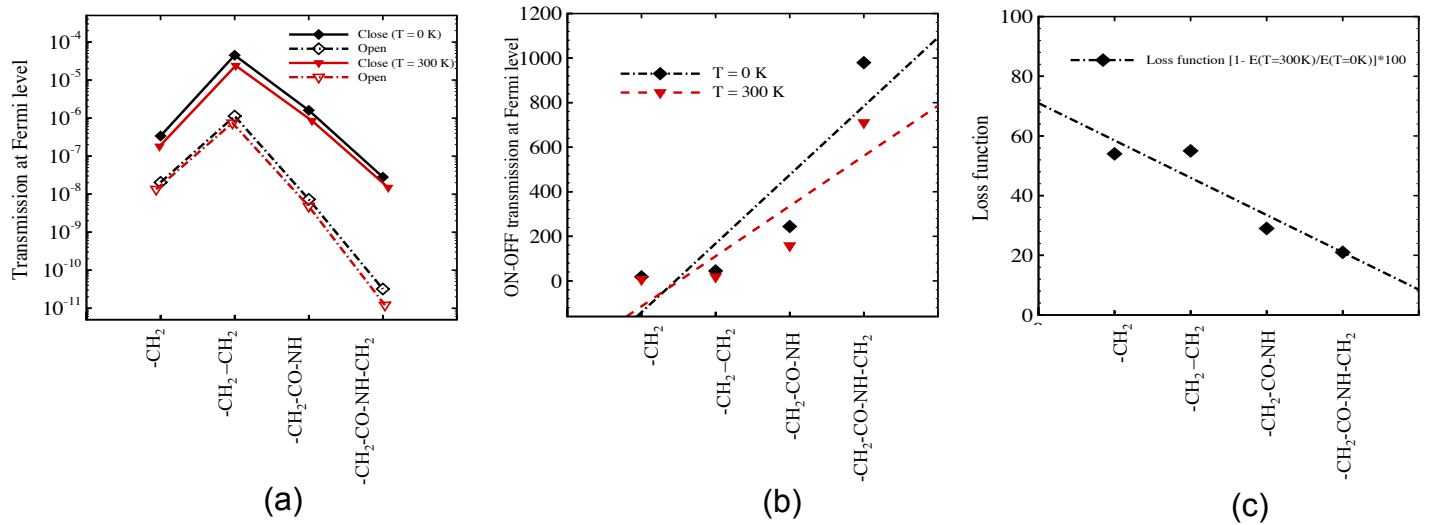 Transmission at Fermi level
10⁻⁴
10⁻⁵
10⁻⁶
10⁻⁷
10⁻⁸
10⁻⁹
10⁻¹⁰
10⁻¹¹
Close (T = 0 K)
Open
Close (T = 300 K)
Open
-CH₂
-CH₂–CH₂
-CH₂-CO-NH
-CH₂-CO-NH-CH₂
(a)
ON-OFF transmission at Fermi level
1200
1000
800
600
400
200
0
T = 0 K
T = 300 K
-CH₂
-CH₂–CH₂
-CH₂-CO-NH
-CH₂-CO-NH-CH₂
(b)
Loss function
100
80
60
40
20
0
Loss function [1- E(T=300K)/E(T=0K)]*100
-CH₂
-CH₂–CH₂
-CH₂-CO-NH
-CH₂-CO-NH-CH₂
(c)